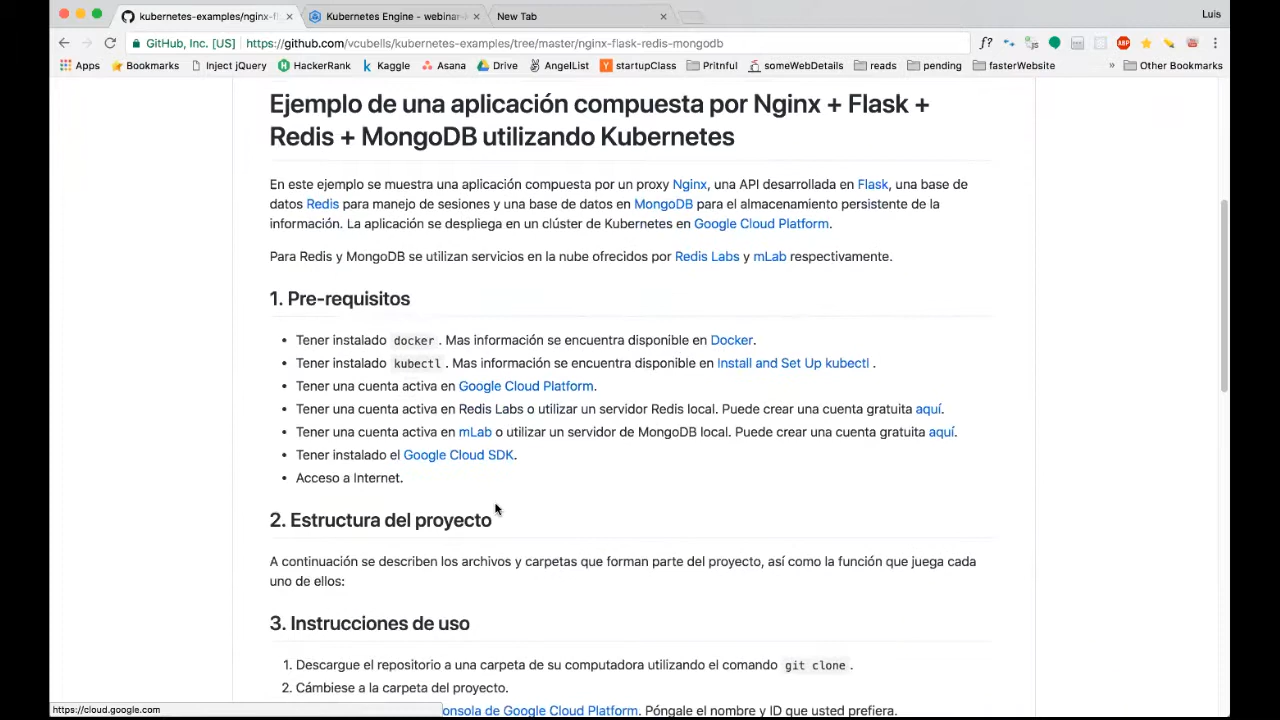 kubernetes-examples/nginx-fl
Kubernetes Engine - webinar-
New Tab
Luis
GitHub, Inc. [US]
https://github.com/vcubells/kubernetes-examples/tree/master/nginx-flask-redis-mongodb
f?
ABP
Apps
Bookmarks
Inject jQuery
HackerRank
Kaggle
Asana
Drive
AngelList
startupClass
Pritnful
someWebDetails
reads
pending
fasterWebsite
»
Other Bookmarks
Ejemplo de una aplicación compuesta por Nginx + Flask +
Redis + MongoDB utilizando Kubernetes
En este ejemplo se muestra una aplicación compuesta por un proxy Nginx, una API desarrollada en Flask, una base de
datos Redis para manejo de sesiones y una base de datos en MongoDB para el almacenamiento persistente de la
información. La aplicación se despliega en un clúster de Kubernetes en Google Cloud Platform.
Para Redis y MongoDB se utilizan servicios en la nube ofrecidos por Redis Labs y mLab respectivamente.
1. Pre-requisitos
• Tener instalado docker . Mas información se encuentra disponible en Docker.
• Tener instalado kubectl . Mas información se encuentra disponible en Install and Set Up kubectl .
• Tener una cuenta activa en Google Cloud Platform.
• Tener una cuenta activa en Redis Labs o utilizar un servidor Redis local. Puede crear una cuenta gratuita aquí.
• Tener una cuenta activa en mLab o utilizar un servidor de MongoDB local. Puede crear una cuenta gratuita aquí.
• Tener instalado el Google Cloud SDK.
• Acceso a Internet.
2. Estructura del proyecto
A continuación se describen los archivos y carpetas que forman parte del proyecto, así como la función que juega cada
uno de ellos:
3. Instrucciones de uso
1. Descargue el repositorio a una carpeta de su computadora utilizando el comando git clone .
2. Cámbiese a la carpeta del proyecto.
onsola de Google Cloud Platform. Póngale el nombre y ID que usted prefiera.
https://cloud.google.com